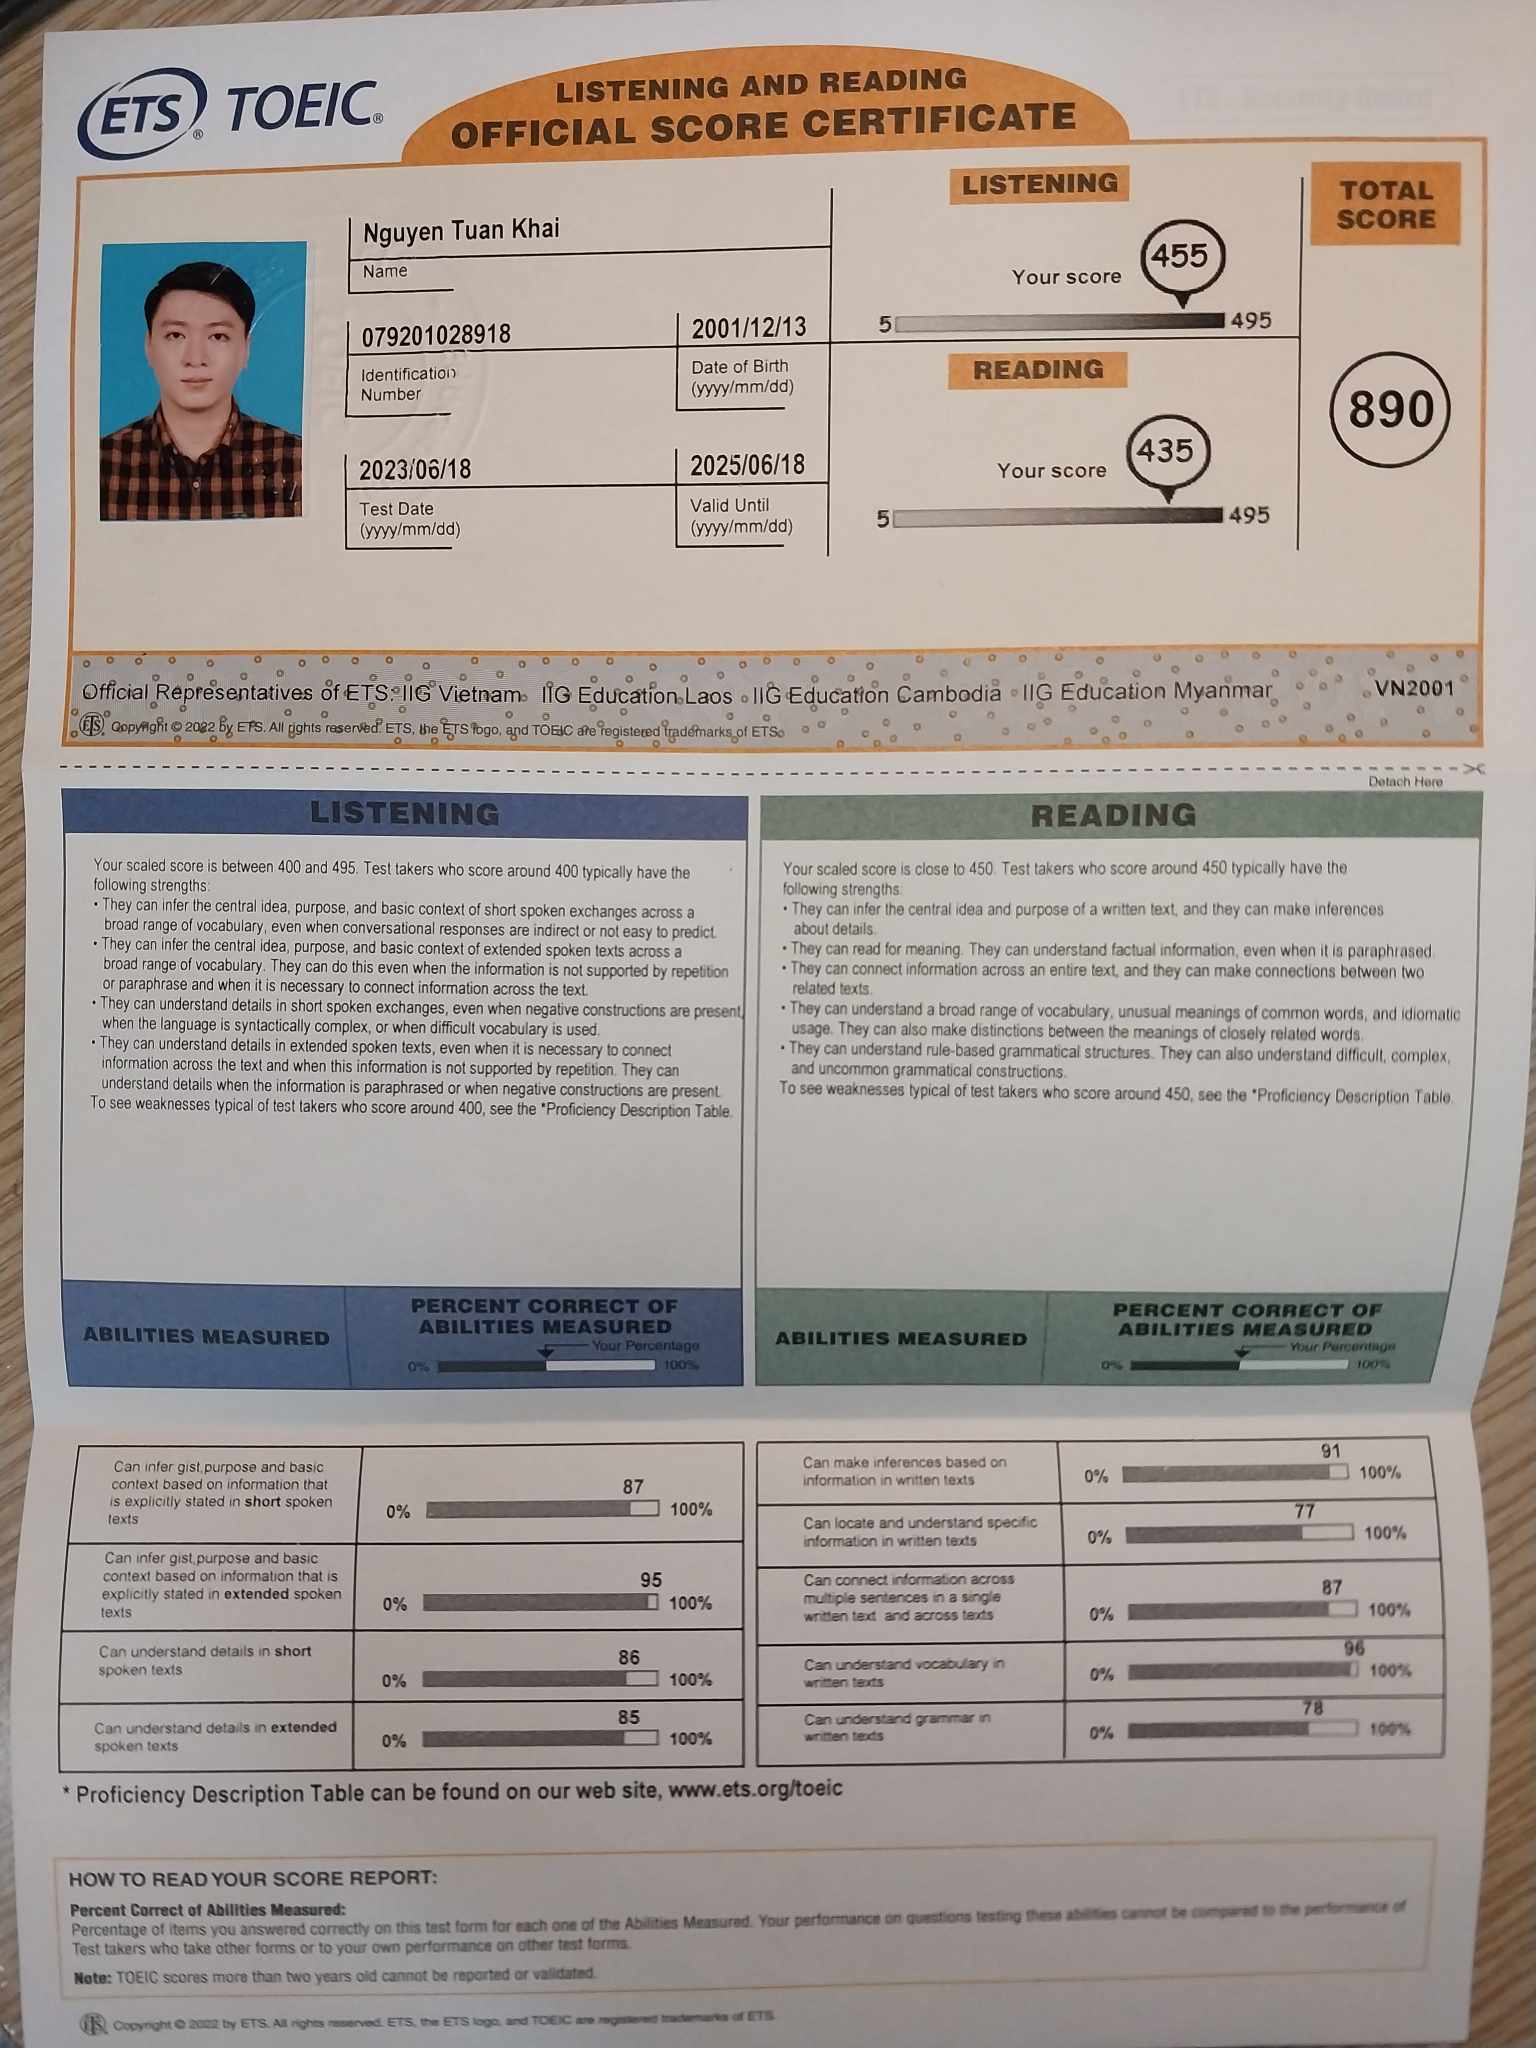 ETS® TOEIC®
LISTENING AND READING
OFFICIAL SCORE CERTIFICATE
Nguyen Tuan Khai
Name
079201028918
Identification
Number
2001/12/13
Date of Birth
(yyyy/mm/dd)
2023/06/18
Test Date
(yyyy/mm/dd)
2025/06/18
Valid Until
(yyyy/mm/dd)
LISTENING
Your score 455
5 495
READING
Your score 435
5 495
TOTAL
SCORE
890
Official Representatives of ETS: IIG Vietnam IIG Education Laos IIG Education Cambodia IIG Education Myanmar VN2001
Copyright © 2022 by ETS. All rights reserved. ETS, the ETS logo, and TOEIC are registered trademarks of ETS.
Detach Here
LISTENING
Your scaled score is between 400 and 495. Test takers who score around 400 typically have the
following strengths:
• They can infer the central idea, purpose, and basic context of short spoken exchanges across a
broad range of vocabulary, even when conversational responses are indirect or not easy to predict.
• They can infer the central idea, purpose, and basic context of extended spoken texts across a
broad range of vocabulary. They can do this even when the information is not supported by repetition
or paraphrase and when it is necessary to connect information across the text.
• They can understand details in short spoken exchanges, even when negative constructions are present,
when the language is syntactically complex, or when difficult vocabulary is used.
• They can understand details in extended spoken texts, even when it is necessary to connect
information across the text and when this information is not supported by repetition. They can
understand details when the information is paraphrased or when negative constructions are present.
To see weaknesses typical of test takers who score around 400, see the *Proficiency Description Table.
READING
Your scaled score is close to 450. Test takers who score around 450 typically have the
following strengths:
• They can infer the central idea and purpose of a written text, and they can make inferences
about details.
• They can read for meaning. They can understand factual information, even when it is paraphrased.
• They can connect information across an entire text, and they can make connections between two
related texts.
• They can understand a broad range of vocabulary, unusual meanings of common words, and idiomatic
usage. They can also make distinctions between the meanings of closely related words.
• They can understand rule-based grammatical structures. They can also understand difficult, complex,
and uncommon grammatical constructions.
To see weaknesses typical of test takers who score around 450, see the *Proficiency Description Table.
ABILITIES MEASURED
PERCENT CORRECT OF
ABILITIES MEASURED
Your Percentage
0% 100%
ABILITIES MEASURED
PERCENT CORRECT OF
ABILITIES MEASURED
Your Percentage
0% 100%
Can infer gist,purpose and basic
context based on information that
is explicitly stated in short spoken
texts
87
0% 100%
Can infer gist,purpose and basic
context based on information that is
explicitly stated in extended spoken
texts
95
0% 100%
Can understand details in short
spoken texts
86
0% 100%
Can understand details in extended
spoken texts
85
0% 100%
Can make inferences based on
information in written texts
91
0% 100%
Can locate and understand specific
information in written texts
77
0% 100%
Can connect information across
multiple sentences in a single
written text and across texts
87
0% 100%
Can understand vocabulary in
written texts
96
0% 100%
Can understand grammar in
written texts
78
0% 100%
* Proficiency Description Table can be found on our web site, www.ets.org/toeic
HOW TO READ YOUR SCORE REPORT:
Percent Correct of Abilities Measured:
Percentage of items you answered correctly on this test form for each one of the Abilities Measured. Your performance on questions testing these abilities cannot be compared to the performance of
Test takers who take other forms or to your own performance on other test forms.
Note: TOEIC scores more than two years old cannot be reported or validated.
Copyright © 2022 by ETS. All rights reserved. ETS, the ETS logo, and TOEIC are registered trademarks of ETS.